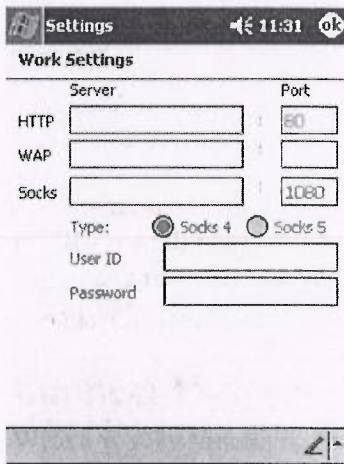 Settings 11:31 ok
Work Settings
Server Port
HTTP : 80
WAP :
Socks : 1080
Type: Socks 4 Socks 5
User ID
Password